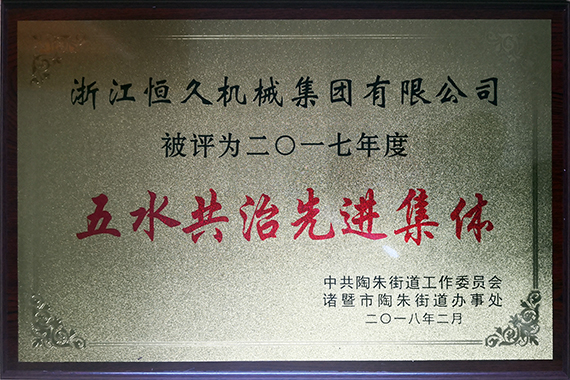 浙江恒久机械集团有限公司
被评为二〇一七年度
五水共治先进集体
中共陶朱街道工作委员会
诸暨市陶朱街道办事处
二〇一八年二月